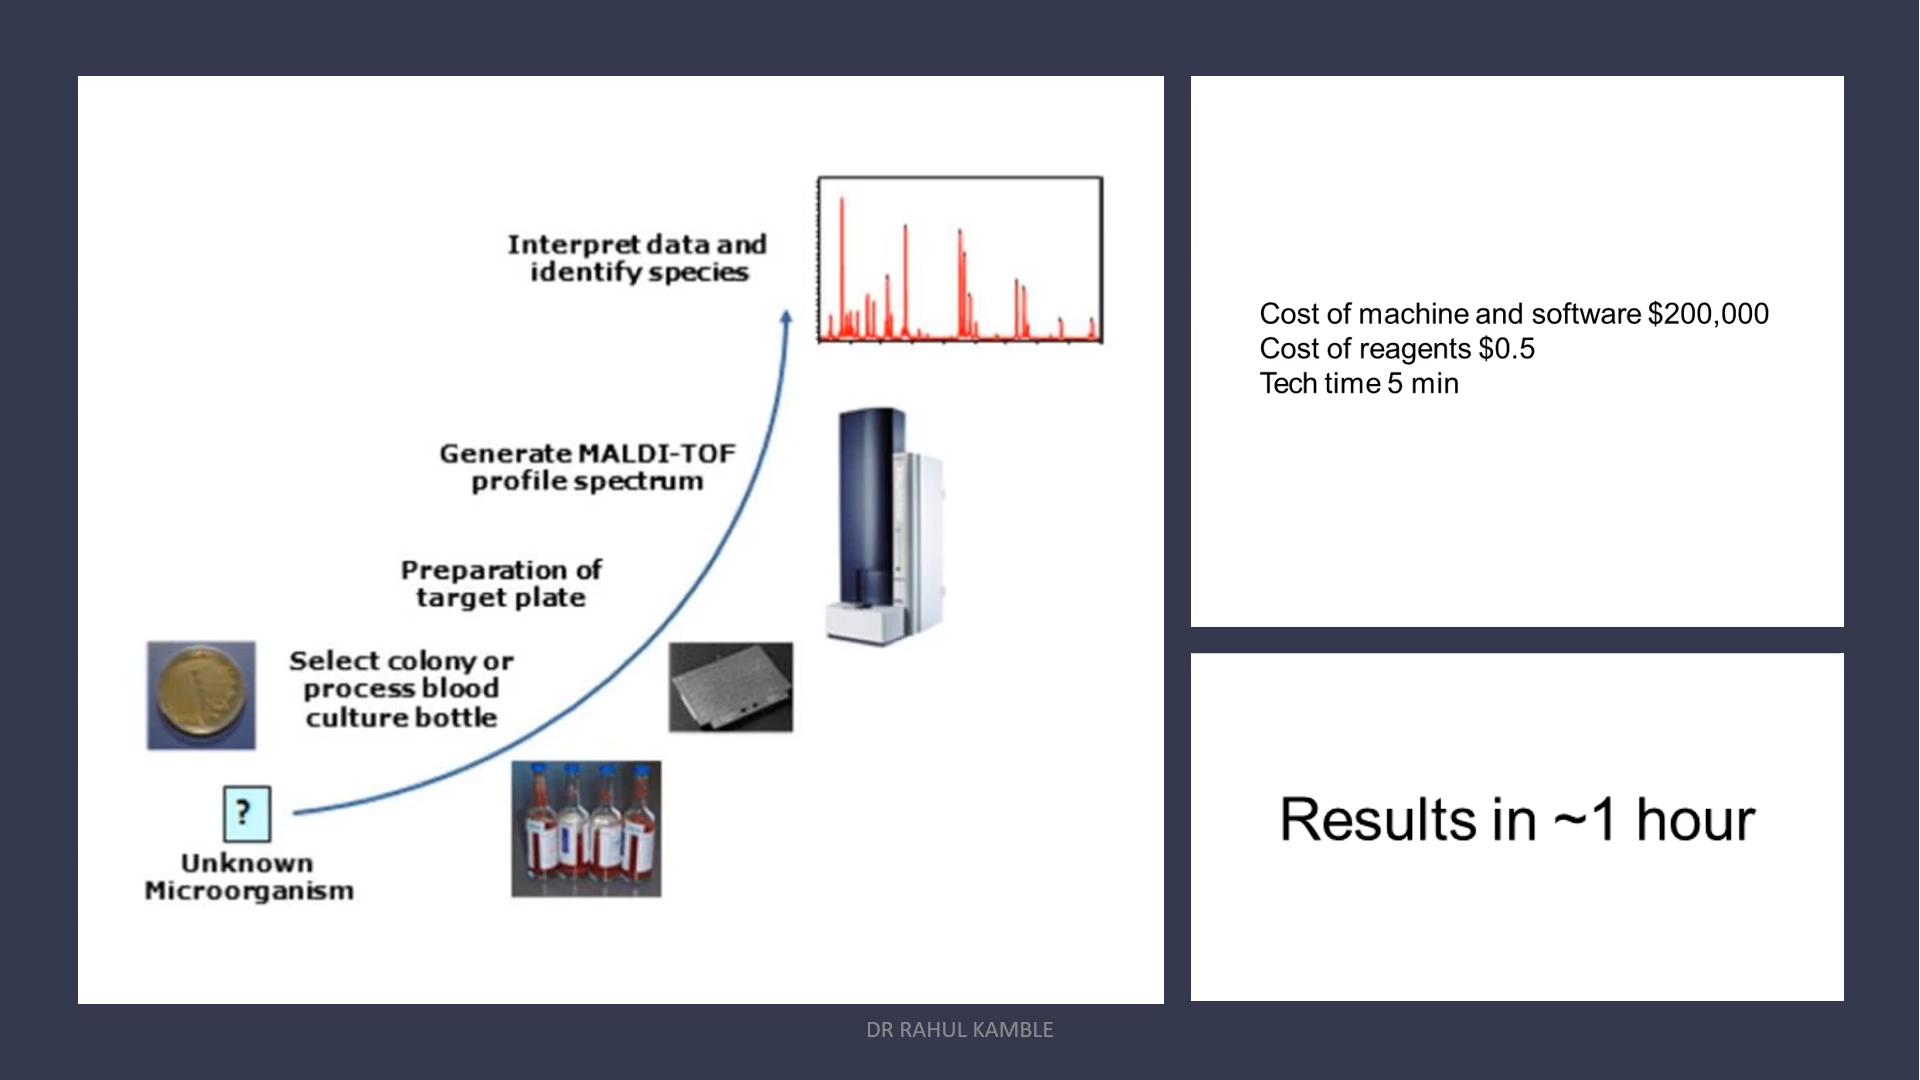 Interpret data and
identify species
Generate MALDI-TOF
profile spectrum
Preparation of
target plate
Select colony or
process blood
culture bottle
?
Unknown
Microorganism
Cost of machine and software $200,000
Cost of reagents $0.5
Tech time 5 min
Results in ~1 hour
DR RAHUL KAMBLE